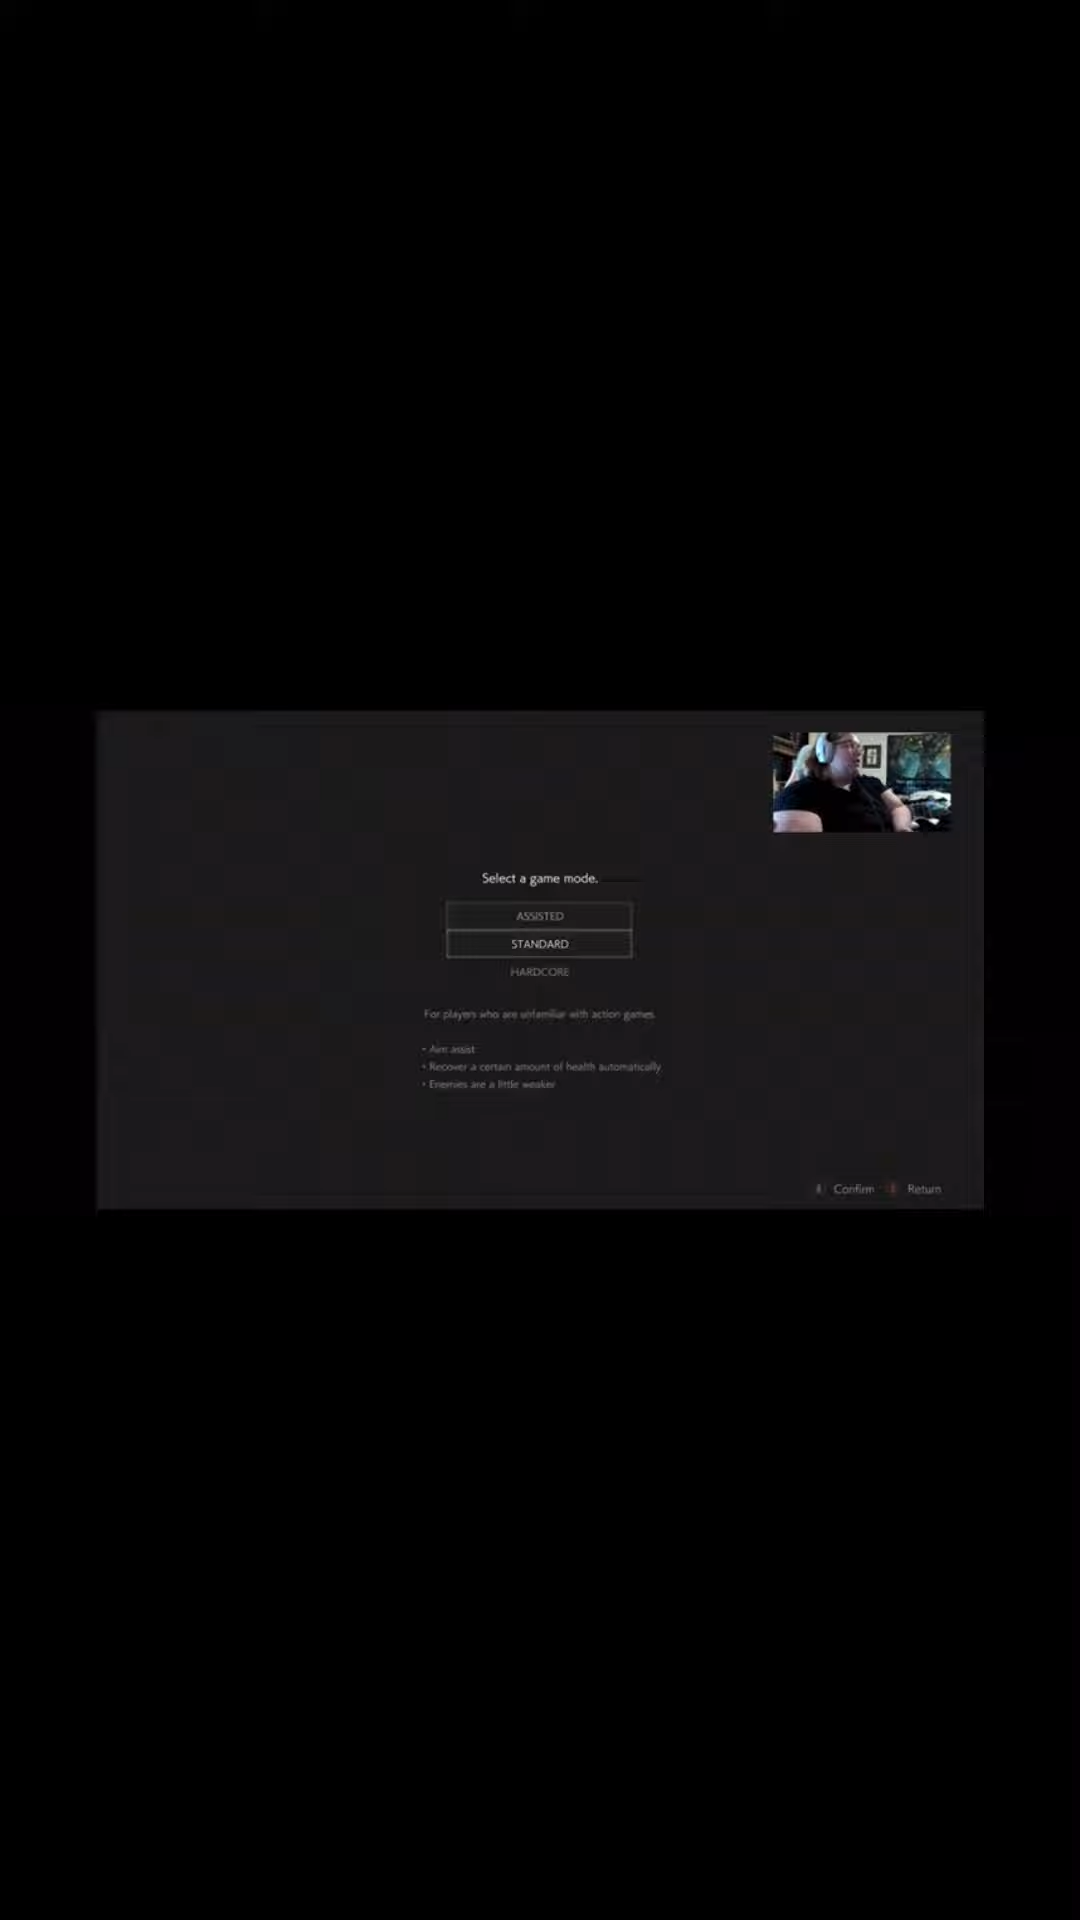 Select a game mode.
ASSISTED
STANDARD
HARDCORE
For players who are unfamiliar with action games.
• Aim assist
• Recover a certain amount of health automatically
• Enemies are a little weaker
Confirm Return